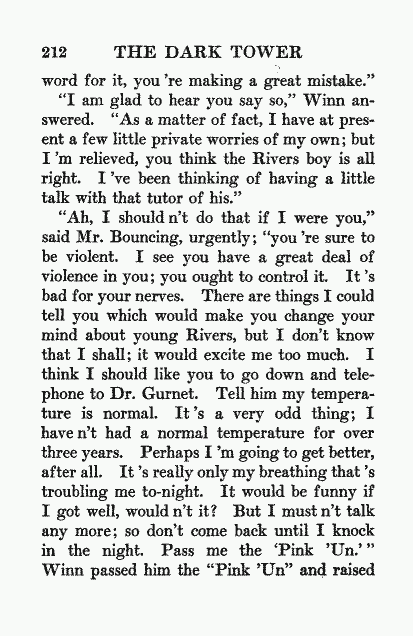 212 THE DARK TOWER
word for it, you 're making a great mistake."
"I am glad to hear you say so," Winn an-
swered. "As a matter of fact, I have at pres-
ent a few little private worries of my own; but
I 'm relieved, you think the Rivers boy is all
right. I 've been thinking of having a little
talk with that tutor of his."
"Ah, I should n't do that if I were you,"
said Mr. Bouncing, urgently; "you 're sure to
be violent. I see you have a great deal of
violence in you; you ought to control it. It 's
bad for your nerves. There are things I could
tell you which would make you change your
mind about young Rivers, but I don't know
that I shall; it would excite me too much. I
think I should like you to go down and tele-
phone to Dr. Gurnet. Tell him my tempera-
ture is normal. It 's a very odd thing; I
have n't had a normal temperature for over
three years. Perhaps I 'm going to get better,
after all. It 's really only my breathing that 's
troubling me to-night. It would be funny if
I got well, would n't it? But I must n't talk
any more; so don't come back until I knock
in the night. Pass me the 'Pink 'Un.' "
Winn passed him the "Pink 'Un" and raised